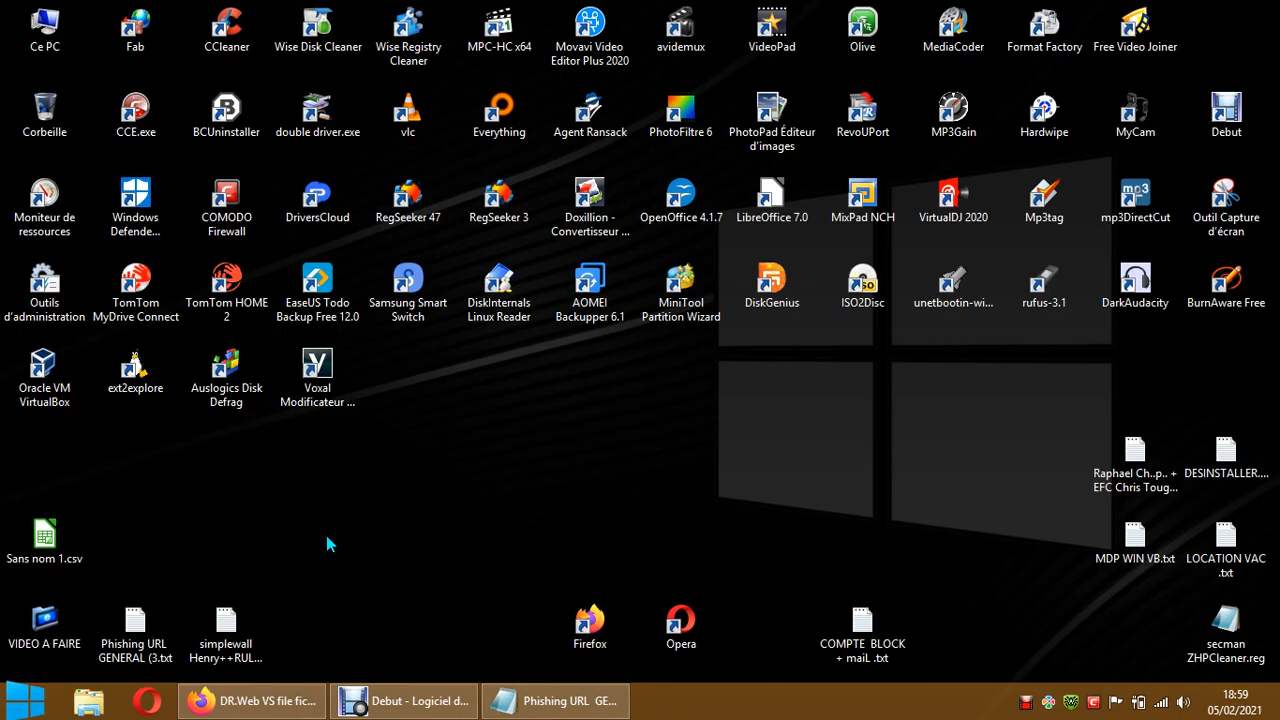 Ce PC
Fab
CCleaner
Wise Disk Cleaner
Wise Registry
Cleaner
MPC-HC x64
Movavi Video
Editor Plus 2020
avidemux
VideoPad
Olive
MediaCoder
Format Factory
Free Video Joiner
Corbeille
CCE.exe
BCUninstaller
double driver.exe
vlc
Everything
Agent Ransack
PhotoFiltre 6
PhotoPad Éditeur
d'images
RevoUPort
MP3Gain
Hardwipe
MyCam
Debut
Moniteur de
ressources
Windows
Defende...
COMODO
Firewall
DriversCloud
RegSeeker 47
RegSeeker 3
Doxillion -
Convertisseur ...
OpenOffice 4.1.7
LibreOffice 7.0
MixPad NCH
VirtualDJ 2020
Mp3tag
mp3DirectCut
Outil Capture
d'écran
Outils
d'administration
TomTom
MyDrive Connect
TomTom HOME
2
EaseUS Todo
Backup Free 12.0
Samsung Smart
Switch
DiskInternals
Linux Reader
AOMEI
Backupper 6.1
MiniTool
Partition Wizard
DiskGenius
ISO2Disc
unetbootin-wi...
rufus-3.1
DarkAudacity
BurnAware Free
Oracle VM
VirtualBox
ext2explore
Auslogics Disk
Defrag
Voxal
Modificateur ...
Raphael Ch..p.. +
EFC Chris Toug...
DESINSTALLER....
Sans nom 1.csv
MDP WIN VB.txt
LOCATION VAC
.txt
VIDEO A FAIRE
Phishing URL
GENERAL (3.txt
simplewall
Henry++RUL...
Firefox
Opera
COMPTE BLOCK
+ maiL .txt
secman
ZHPCleaner.reg
DR.Web VS file fic...
Debut - Logiciel d...
Phishing URL GE...
18:59
05/02/2021